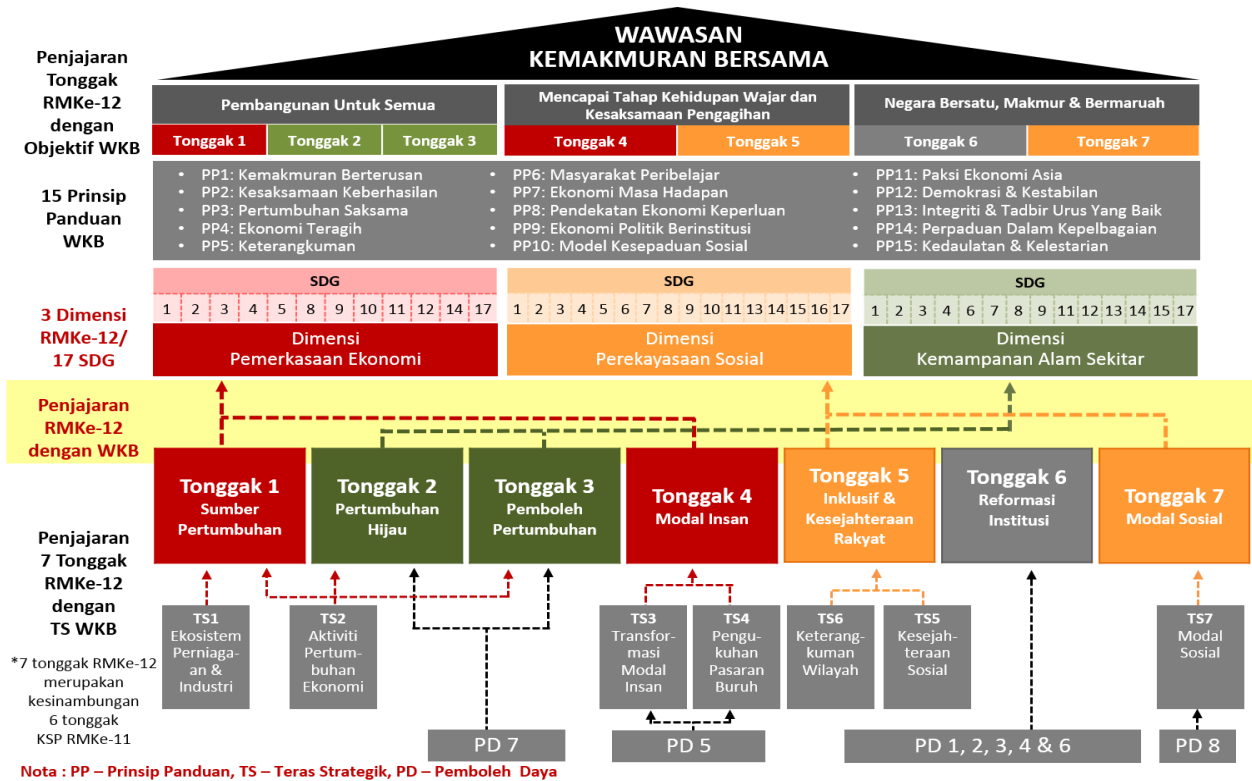 WAWASAN
KEMAKMURAN BERSAMA
Penjajaran
Tonggak
RMKe-12
dengan
Objektif WKB
Pembangunan Untuk Semua
Mencapai Tahap Kehidupan Wajar dan
Kesaksamaan Pengagihan
Negara Bersatu, Makmur & Bermaruah
Tonggak 1
Tonggak 2
Tonggak 3
Tonggak 4
Tonggak 5
Tonggak 6
Tonggak 7
15 Prinsip
Panduan
WKB
• PP1: Kemakmuran Berterusan
• PP2: Kesaksamaan Keberhasilan
• PP3: Pertumbuhan Saksama
• PP4: Ekonomi Teragih
• PP5: Keterangkuman
• PP6: Masyarakat Peribelajar
• PP7: Ekonomi Masa Hadapan
• PP8: Pendekatan Ekonomi Keperluan
• PP9: Ekonomi Politik Berinstitusi
• PP10: Model Kesepaduan Sosial
• PP11: Paksi Ekonomi Asia
• PP12: Demokrasi & Kestabilan
• PP13: Integriti & Tadbir Urus Yang Baik
• PP14: Perpaduan Dalam Kepelbagaian
• PP15: Kedaulatan & Kelestarian
3 Dimensi
RMKe-12/
17 SDG
SDG
1 2 3 4 5 8 9 10 11 12 14 17
Dimensi
Pemerkasaan Ekonomi
SDG
1 2 3 4 5 6 7 8 9 10 11 12 13 14 16 17
Dimensi
Perekayasaan Sosial
SDG
1 2 3 4 6 7 8 9 11 12 13 14 15 17
Dimensi
Kemampanan Alam Sekitar
Penjajaran
RMKe-12
dengan WKB
Tonggak 1
Sumber
Pertumbuhan
Tonggak 2
Pertumbuhan
Hijau
Tonggak 3
Pemboleh
Pertumbuhan
Tonggak 4
Modal Insan
Tonggak 5
Inklusif &
Kesejahteraan
Rakyat
Tonggak 6
Reformasi
Institusi
Tonggak 7
Modal Sosial
Penjajaran
7 Tonggak
RMKe-12
dengan
TS WKB
*7 tonggak RMKe-12
merupakan
kesinambungan
6 tonggak
KSP RMKe-11
TS1
Ekosistem
Perniaga-
an &
Industri
TS2
Aktiviti
Pertum-
buhan
Ekonomi
TS3
Transfor-
masi
Modal
Insan
TS4
Pengu-
kuhan
Pasaran
Buruh
TS6
Keterang-
kuman
Wilayah
TS5
Kesejah-
teraan
Sosial
TS7
Modal
Sosial
PD 7
PD 5
PD 1, 2, 3, 4 & 6
PD 8
Nota : PP – Prinsip Panduan, TS – Teras Strategik, PD – Pemboleh Daya